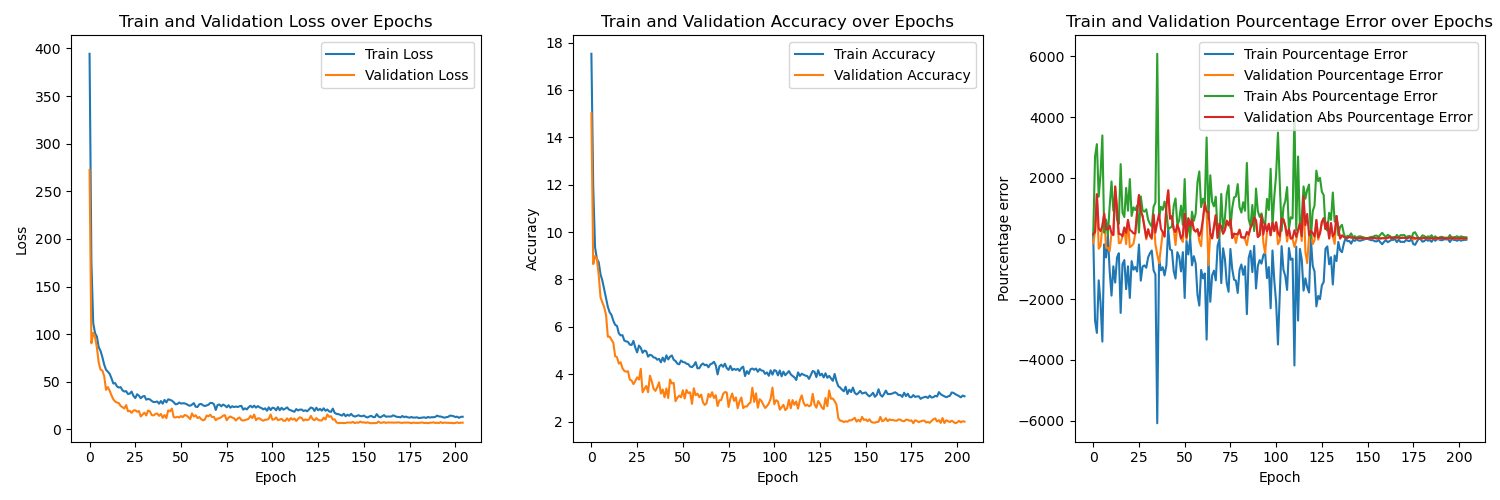 Train and Validation Loss over Epochs
Train Loss
Validation Loss
400
350
300
250
200
150
100
50
0
Loss
0 25 50 75 100 125 150 175 200
Epoch
Train and Validation Accuracy over Epochs
Train Accuracy
Validation Accuracy
18
16
14
12
10
8
6
4
2
Accuracy
0 25 50 75 100 125 150 175 200
Epoch
Train and Validation Pourcentage Error over Epochs
Train Pourcentage Error
Validation Pourcentage Error
Train Abs Pourcentage Error
Validation Abs Pourcentage Error
6000
4000
2000
0
−2000
−4000
−6000
Pourcentage error
0 25 50 75 100 125 150 175 200
Epoch